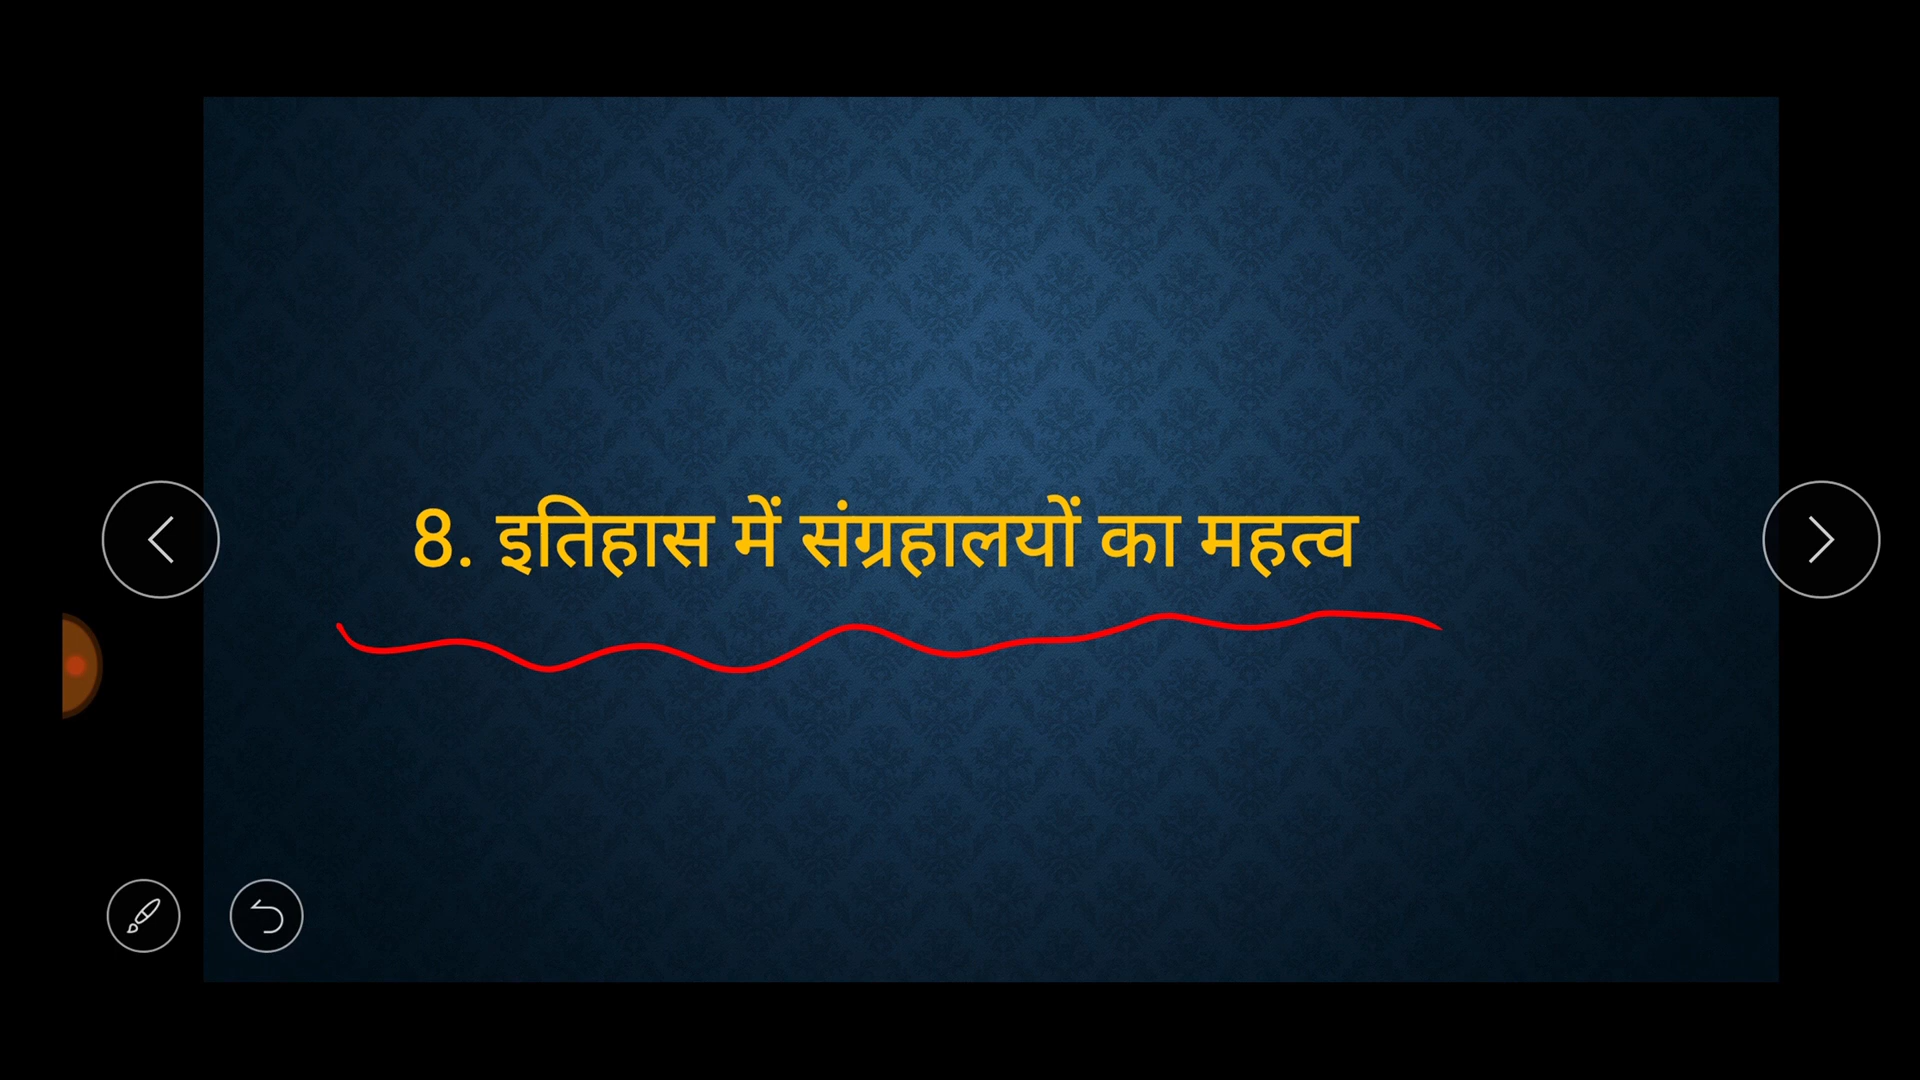 8. इतिहास में संग्रहालयों का महत्व